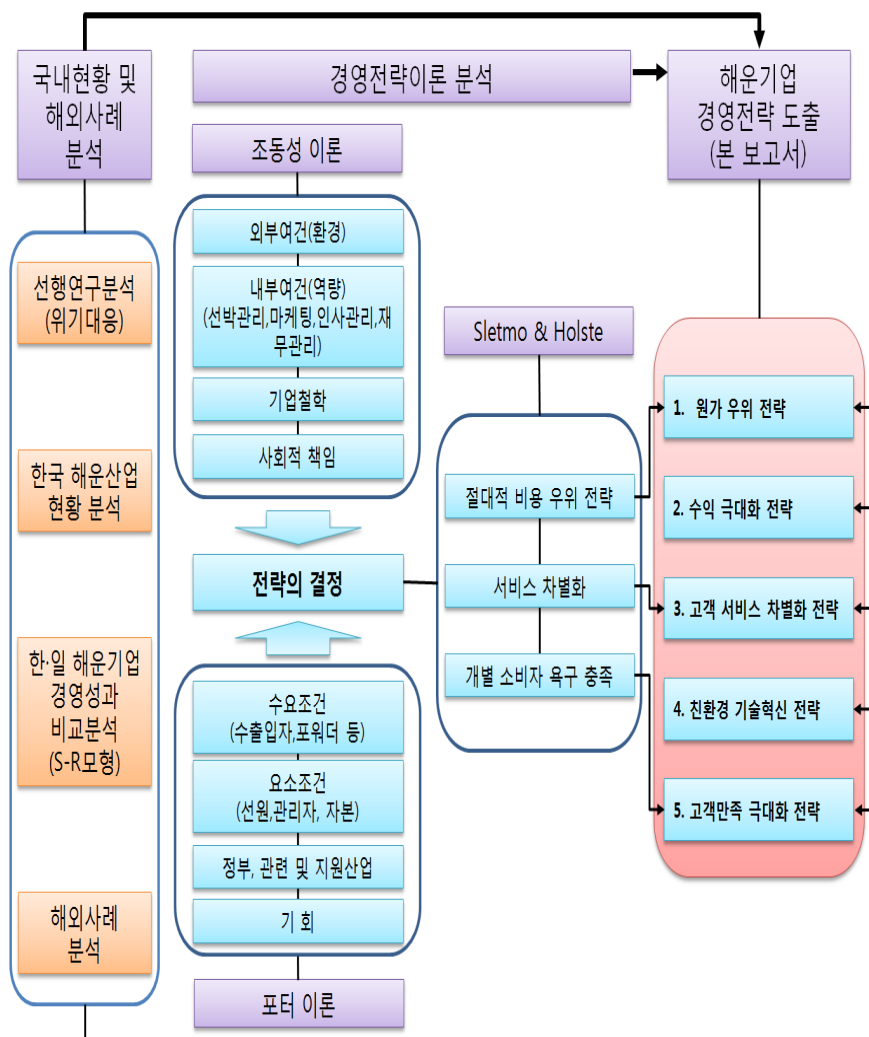 국내현황 및
해외사례
분석
경영전략이론 분석
해운기업
경영전략 도출
(본 보고서)
조동성 이론
외부여건(환경)
내부여건(역량)
(선박관리,마케팅,인사관리,재
무관리)
기업철학
사회적 책임
선행연구분석
(위기대응)
한국 해운산업
현황 분석
한·일 해운기업
경영성과
비교분석
(S-R모형)
해외사례
분석
전략의 결정
수요조건
(수출입자,포워더 등)
요소조건
(선원,관리자, 자본)
정부, 관련 및 지원산업
기 회
포터 이론
Sletmo & Holste
절대적 비용 우위 전략
서비스 차별화
개별 소비자 욕구 충족
1. 원가 우위 전략
2. 수익 극대화 전략
3. 고객 서비스 차별화 전략
4. 친환경 기술혁신 전략
5. 고객만족 극대화 전략